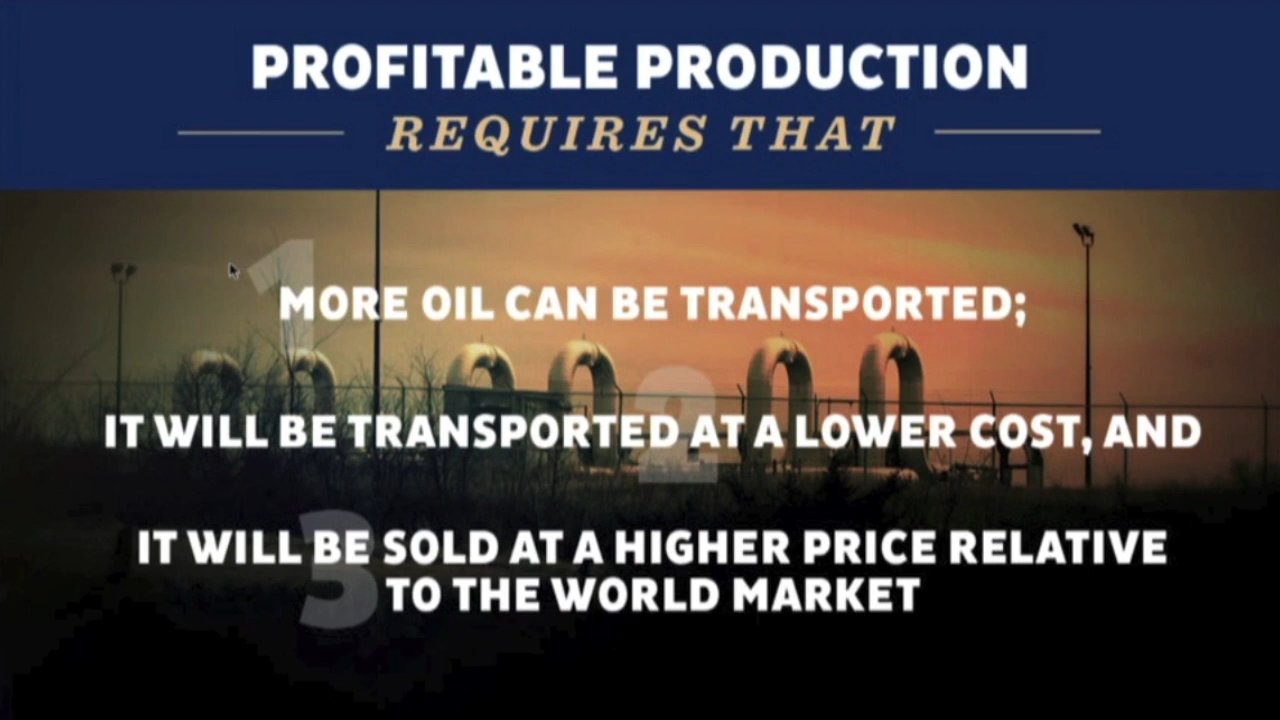 PROFITABLE PRODUCTION
REQUIRES THAT
1
MORE OIL CAN BE TRANSPORTED;
2
IT WILL BE TRANSPORTED AT A LOWER COST, AND
3
IT WILL BE SOLD AT A HIGHER PRICE RELATIVE
TO THE WORLD MARKET